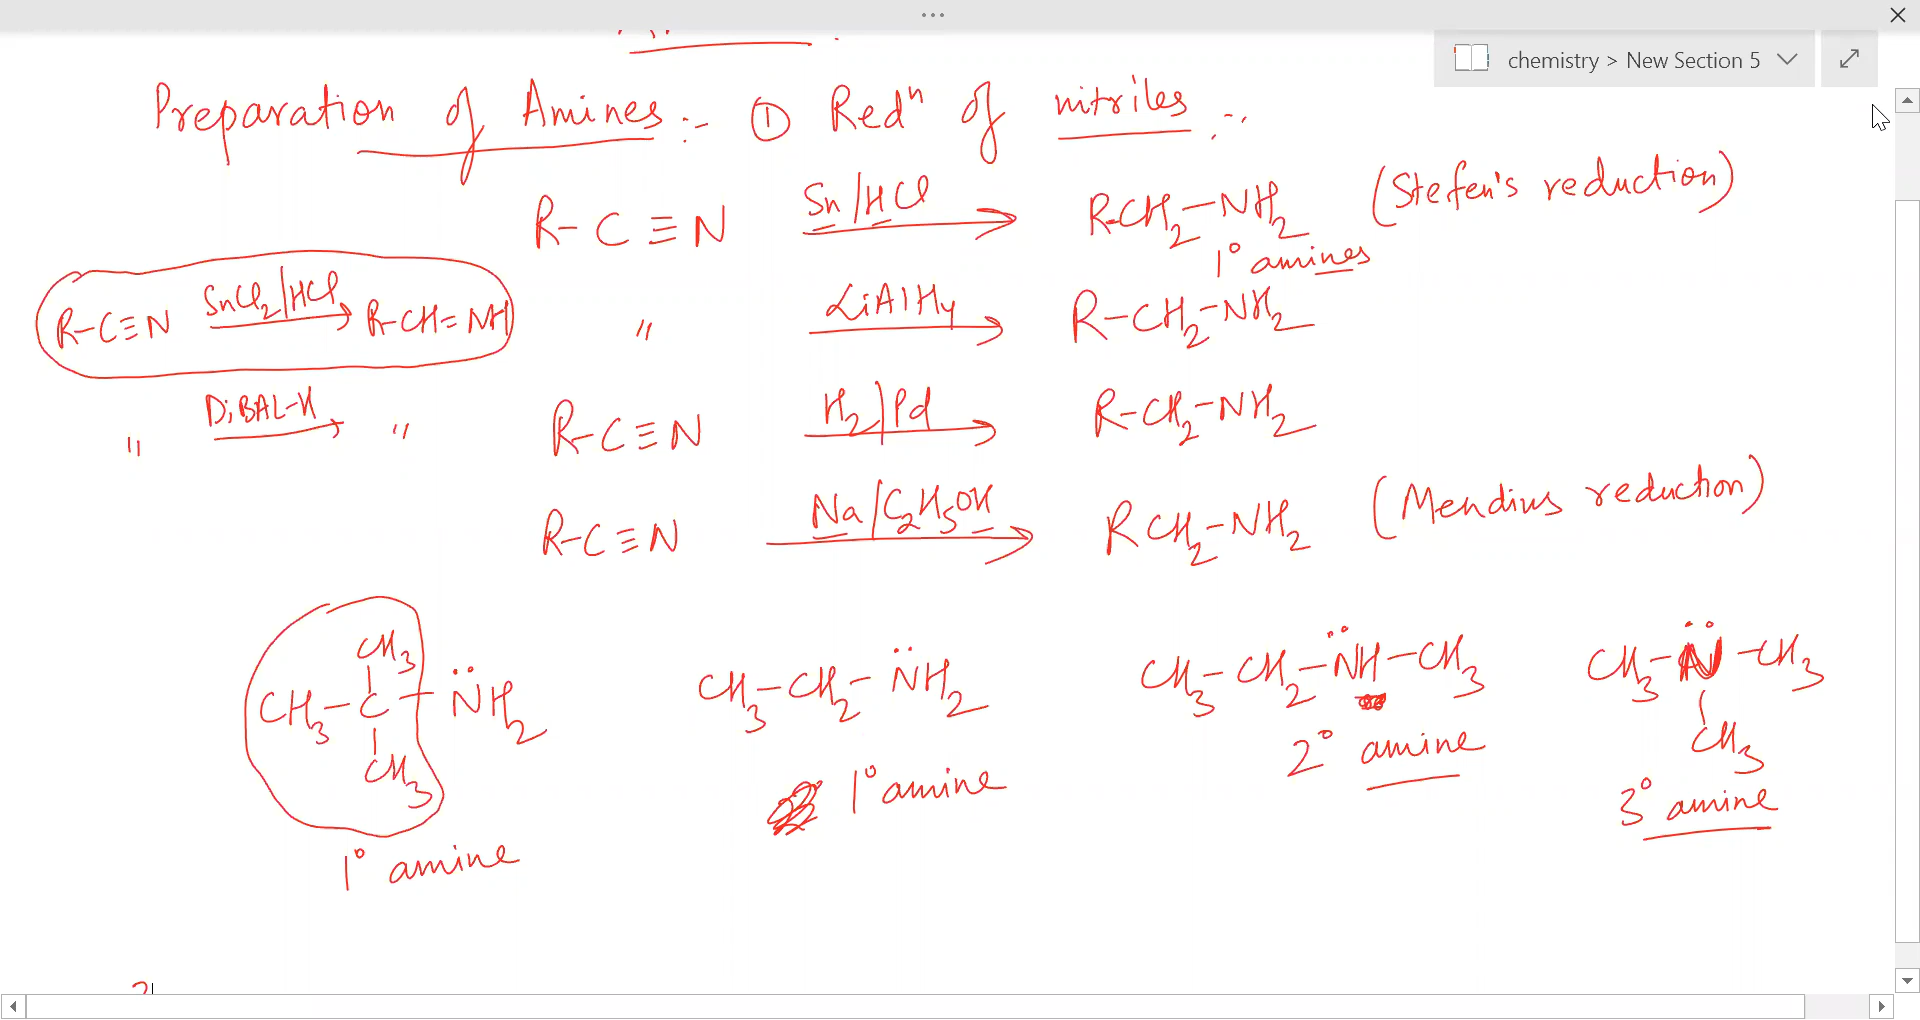 chemistry > New Section 5
Preparation of Amines :- ① Redⁿ of nitriles :-
R-C≡N Sn/HCl → R-CH₂-NH₂ (Stefen's reduction)
1° amines
R-C≡N SnCl₂/HCl → R-CH=NH
" LiAlH₄ → R-CH₂-NH₂
" DiBAL-H → "
R-C≡N H₂/Pd → R-CH₂-NH₂
R-C≡N Na/C₂H₅OH → RCH₂-NH₂ (Mendius reduction)
CH₃
CH₃-C-NH₂
CH₃
1° amine
CH₃-CH₂-NH₂
1° amine
CH₃-CH₂-NH-CH₃
2° amine
CH₃-N-CH₃
CH₃
3° amine